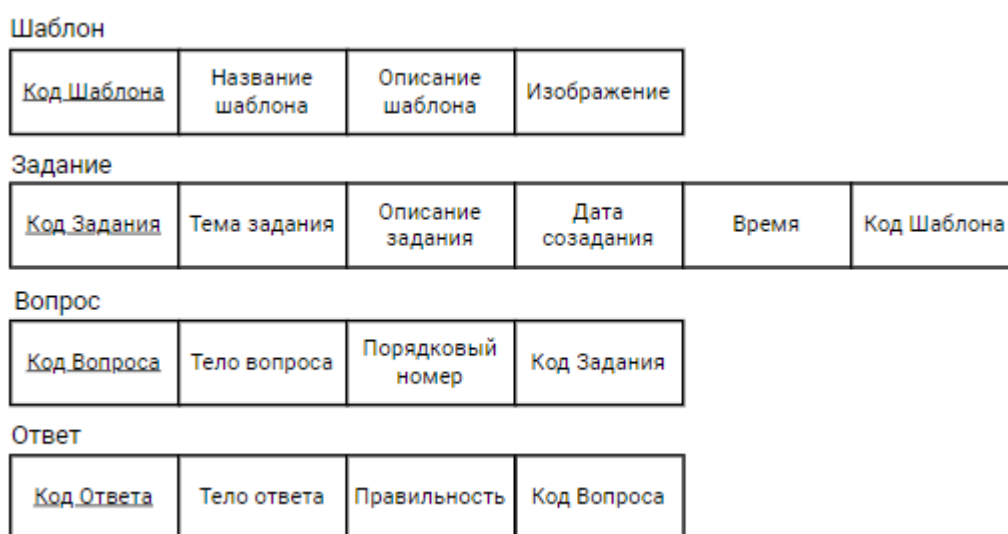 Шаблон
Код Шаблона
Название
шаблона
Описание
шаблона
Изображение
Задание
Код Задания
Тема задания
Описание
задания
Дата
созадания
Время
Код Шаблона
Вопрос
Код Вопроса
Тело вопроса
Порядковый
номер
Код Задания
Ответ
Код Ответа
Тело ответа
Правильность
Код Вопроса